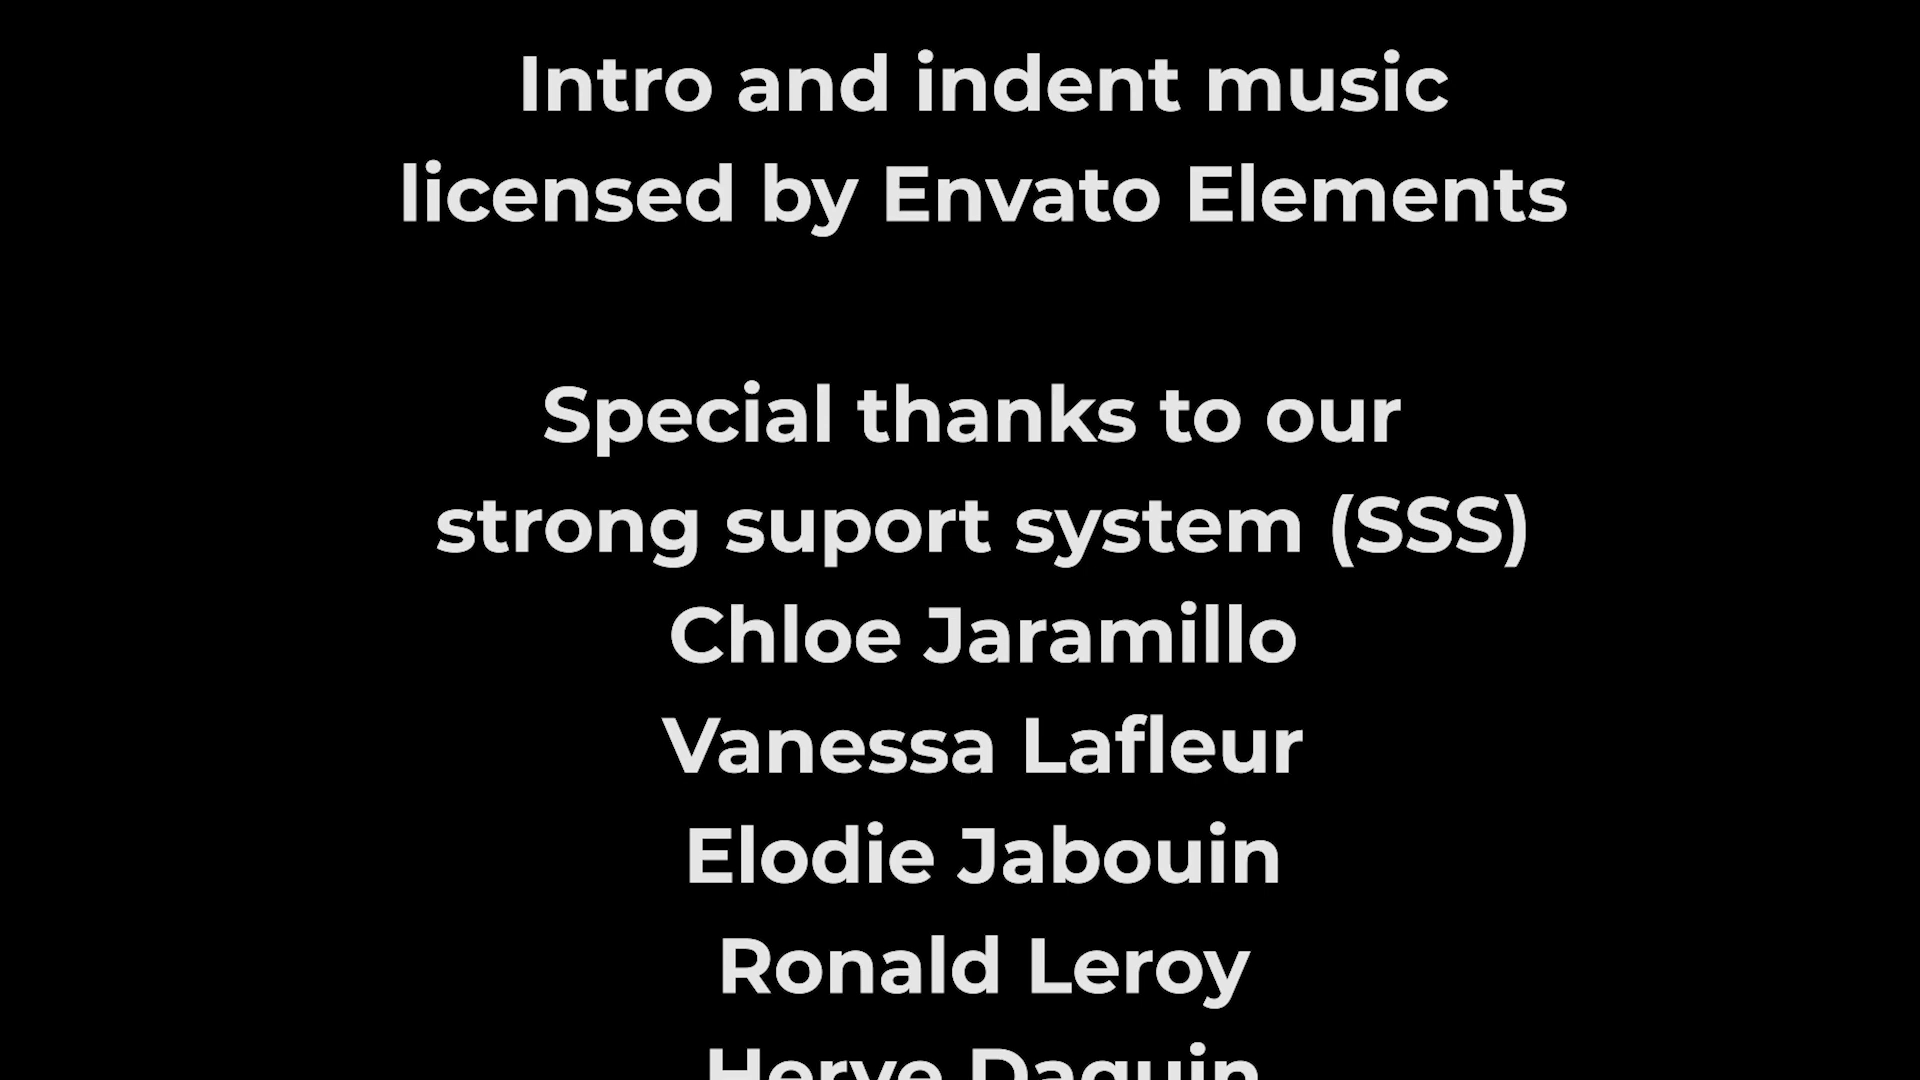 Intro and indent music
licensed by Envato Elements
Special thanks to our
strong suport system (SSS)
Chloe Jaramillo
Vanessa Lafleur
Elodie Jabouin
Ronald Leroy
Herve Daquin